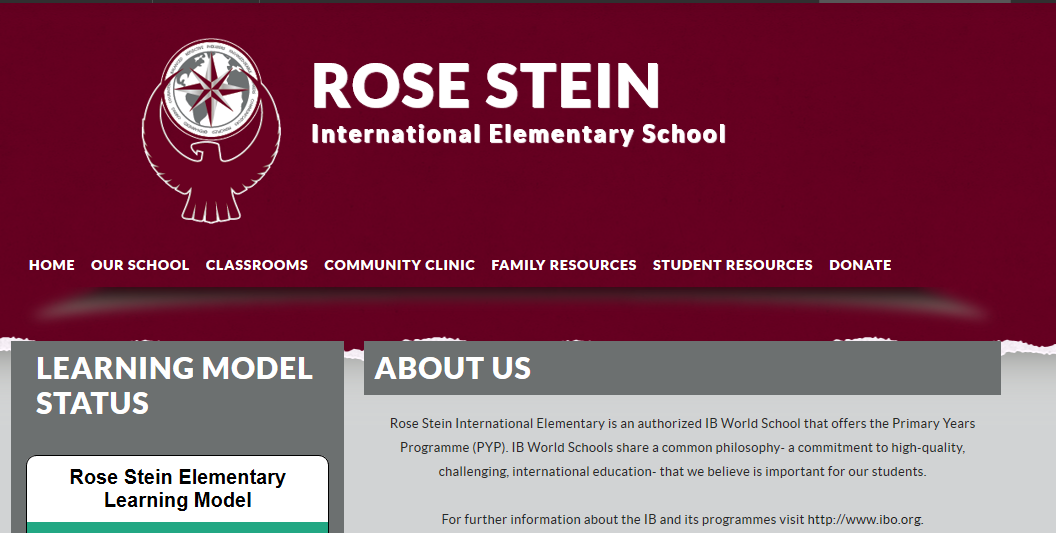 ROSE STEIN
International Elementary School
HOME OUR SCHOOL CLASSROOMS COMMUNITY CLINIC FAMILY RESOURCES STUDENT RESOURCES DONATE
LEARNING MODEL
STATUS
Rose Stein Elementary
Learning Model
ABOUT US
Rose Stein International Elementary is an authorized IB World School that offers the Primary Years
Programme (PYP). IB World Schools share a common philosophy- a commitment to high-quality,
challenging, international education- that we believe is important for our students.
For further information about the IB and its programmes visit http://www.ibo.org.